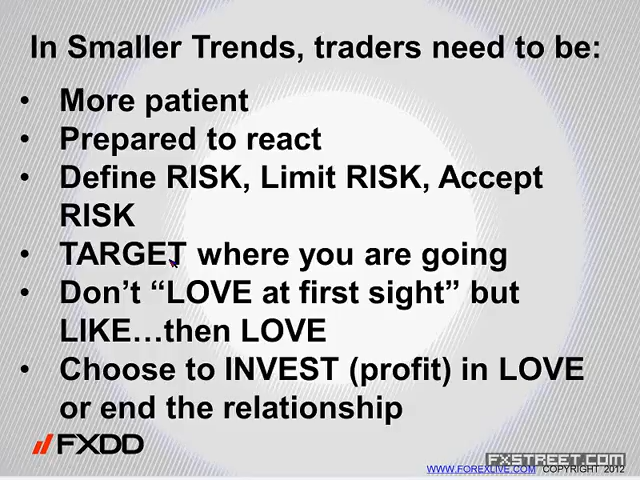 In Smaller Trends, traders need to be:
• More patient
• Prepared to react
• Define RISK, Limit RISK, Accept
RISK
• TARGET where you are going
• Don’t “LOVE at first sight” but
LIKE…then LOVE
• Choose to INVEST (profit) in LOVE
or end the relationship
FXDD
FXSTREET.COM
WWW.FOREXLIVE.COM COPYRIGHT 2012